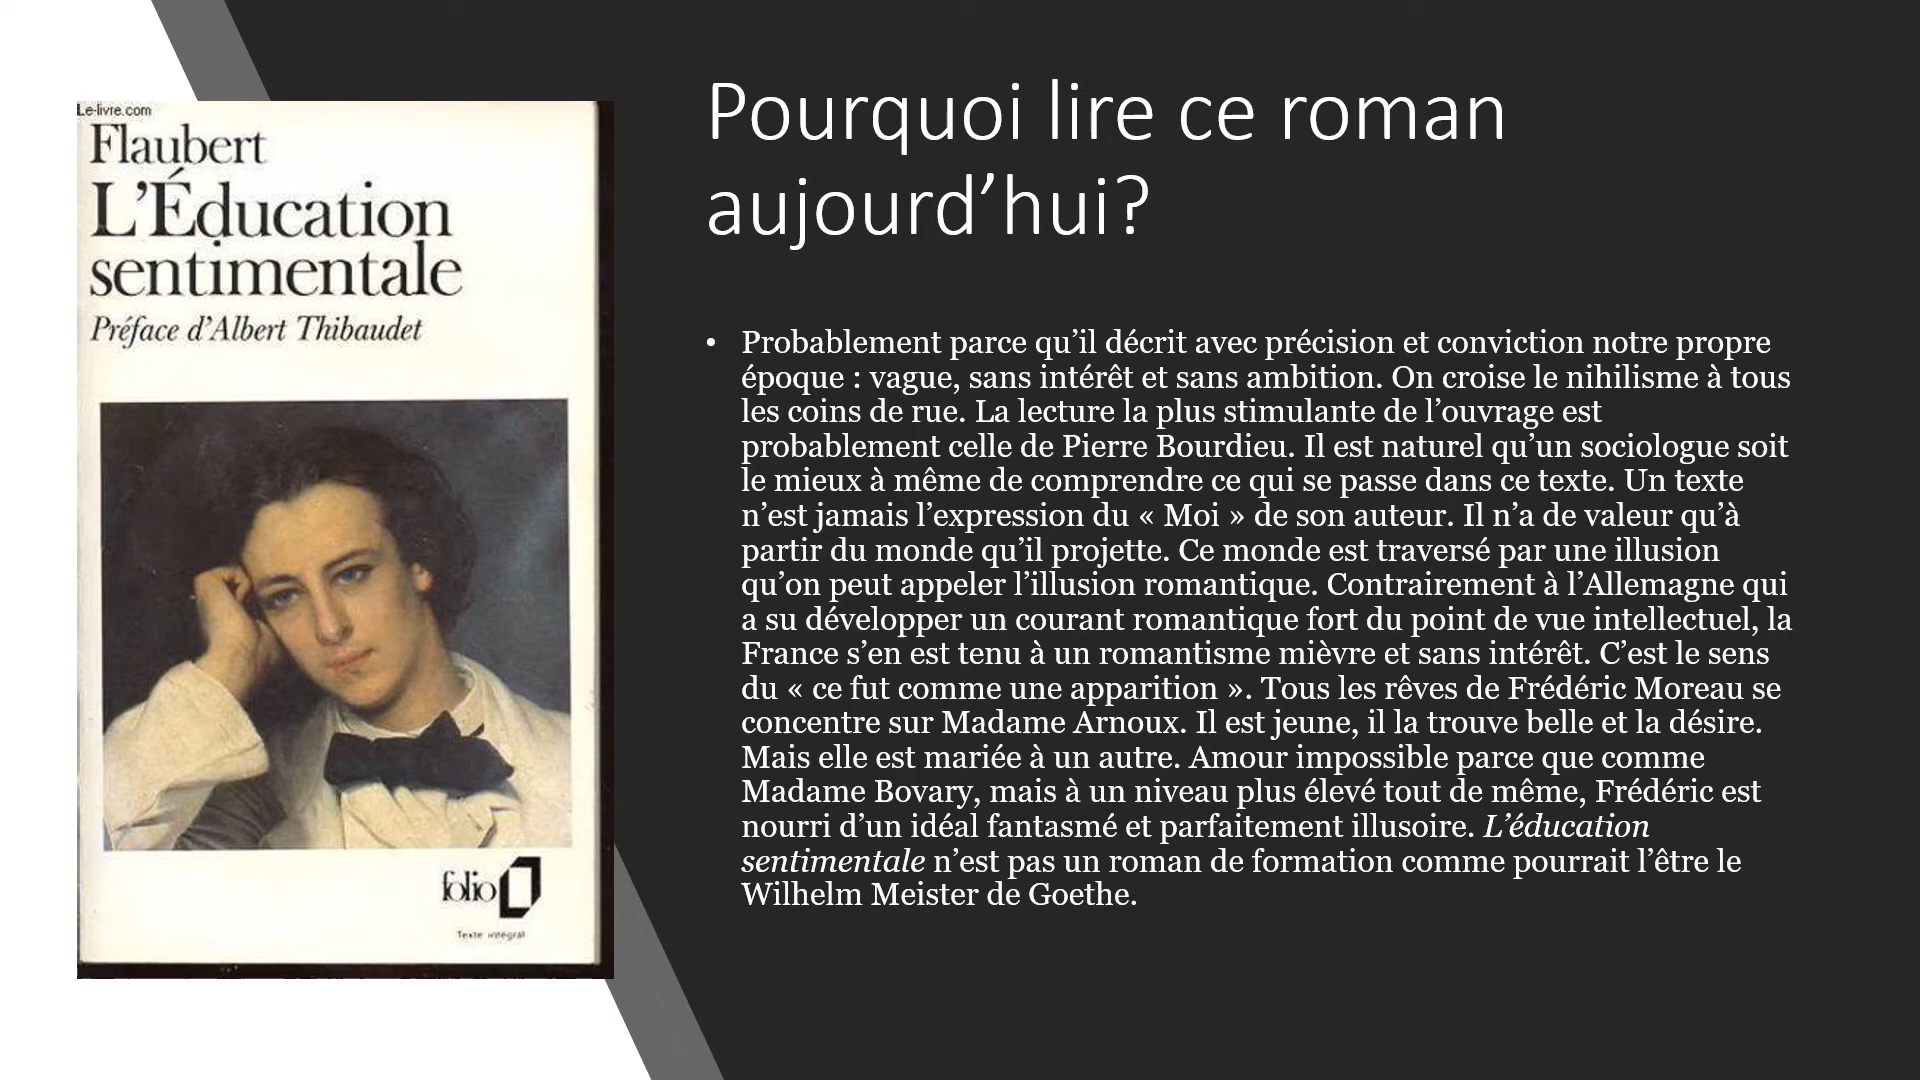 Le-livre.com
Flaubert
L’Éducation
sentimentale
Préface d’Albert Thibaudet
folio
Texte intégral
Pourquoi lire ce roman
aujourd’hui?
• Probablement parce qu’il décrit avec précision et conviction notre propre
époque : vague, sans intérêt et sans ambition. On croise le nihilisme à tous
les coins de rue. La lecture la plus stimulante de l’ouvrage est
probablement celle de Pierre Bourdieu. Il est naturel qu’un sociologue soit
le mieux à même de comprendre ce qui se passe dans ce texte. Un texte
n’est jamais l’expression du « Moi » de son auteur. Il n’a de valeur qu’à
partir du monde qu’il projette. Ce monde est traversé par une illusion
qu’on peut appeler l’illusion romantique. Contrairement à l’Allemagne qui
a su développer un courant romantique fort du point de vue intellectuel, la
France s’en est tenu à un romantisme mièvre et sans intérêt. C’est le sens
du « ce fut comme une apparition ». Tous les rêves de Frédéric Moreau se
concentre sur Madame Arnoux. Il est jeune, il la trouve belle et la désire.
Mais elle est mariée à un autre. Amour impossible parce que comme
Madame Bovary, mais à un niveau plus élevé tout de même, Frédéric est
nourri d’un idéal fantasmé et parfaitement illusoire. L’éducation
sentimentale n’est pas un roman de formation comme pourrait l’être le
Wilhelm Meister de Goethe.